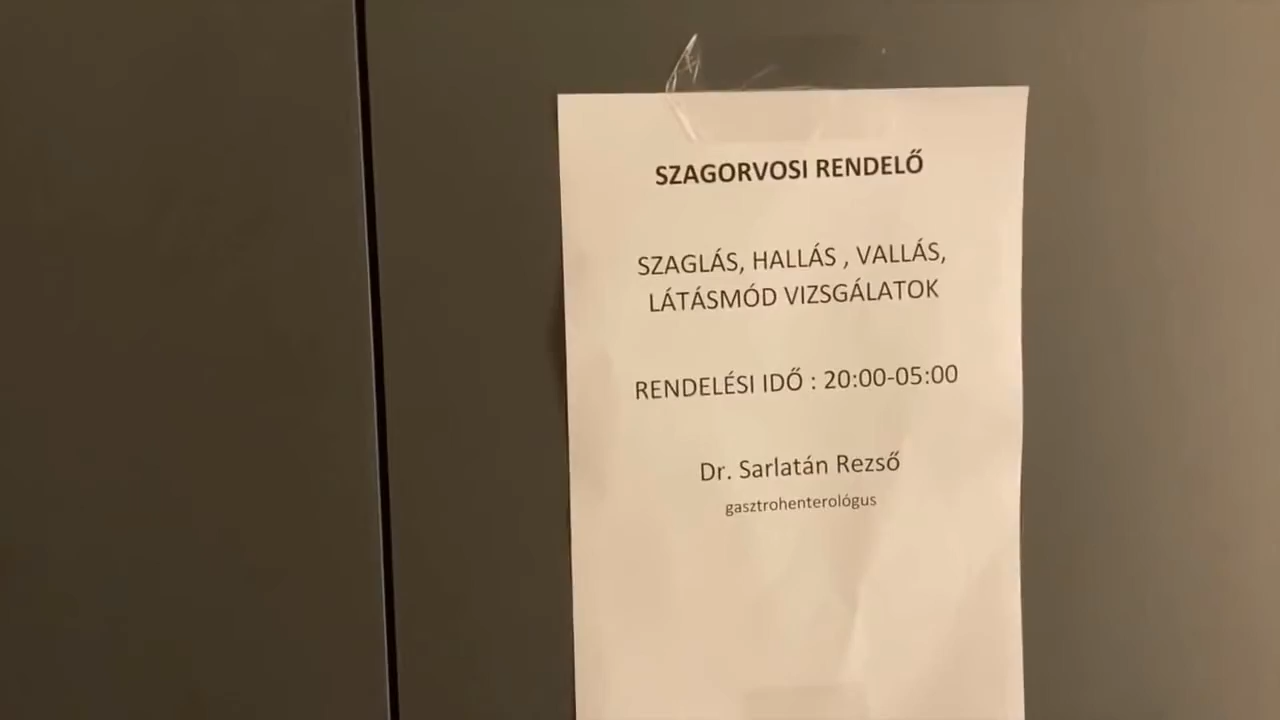 SZAGORVOSI RENDELŐ
SZAGLÁS, HALLÁS , VALLÁS,
LÁTÁSMÓD VIZSGÁLATOK
RENDELÉSI IDŐ : 20:00-05:00
Dr. Sarlatán Rezső
gasztrohenterológus